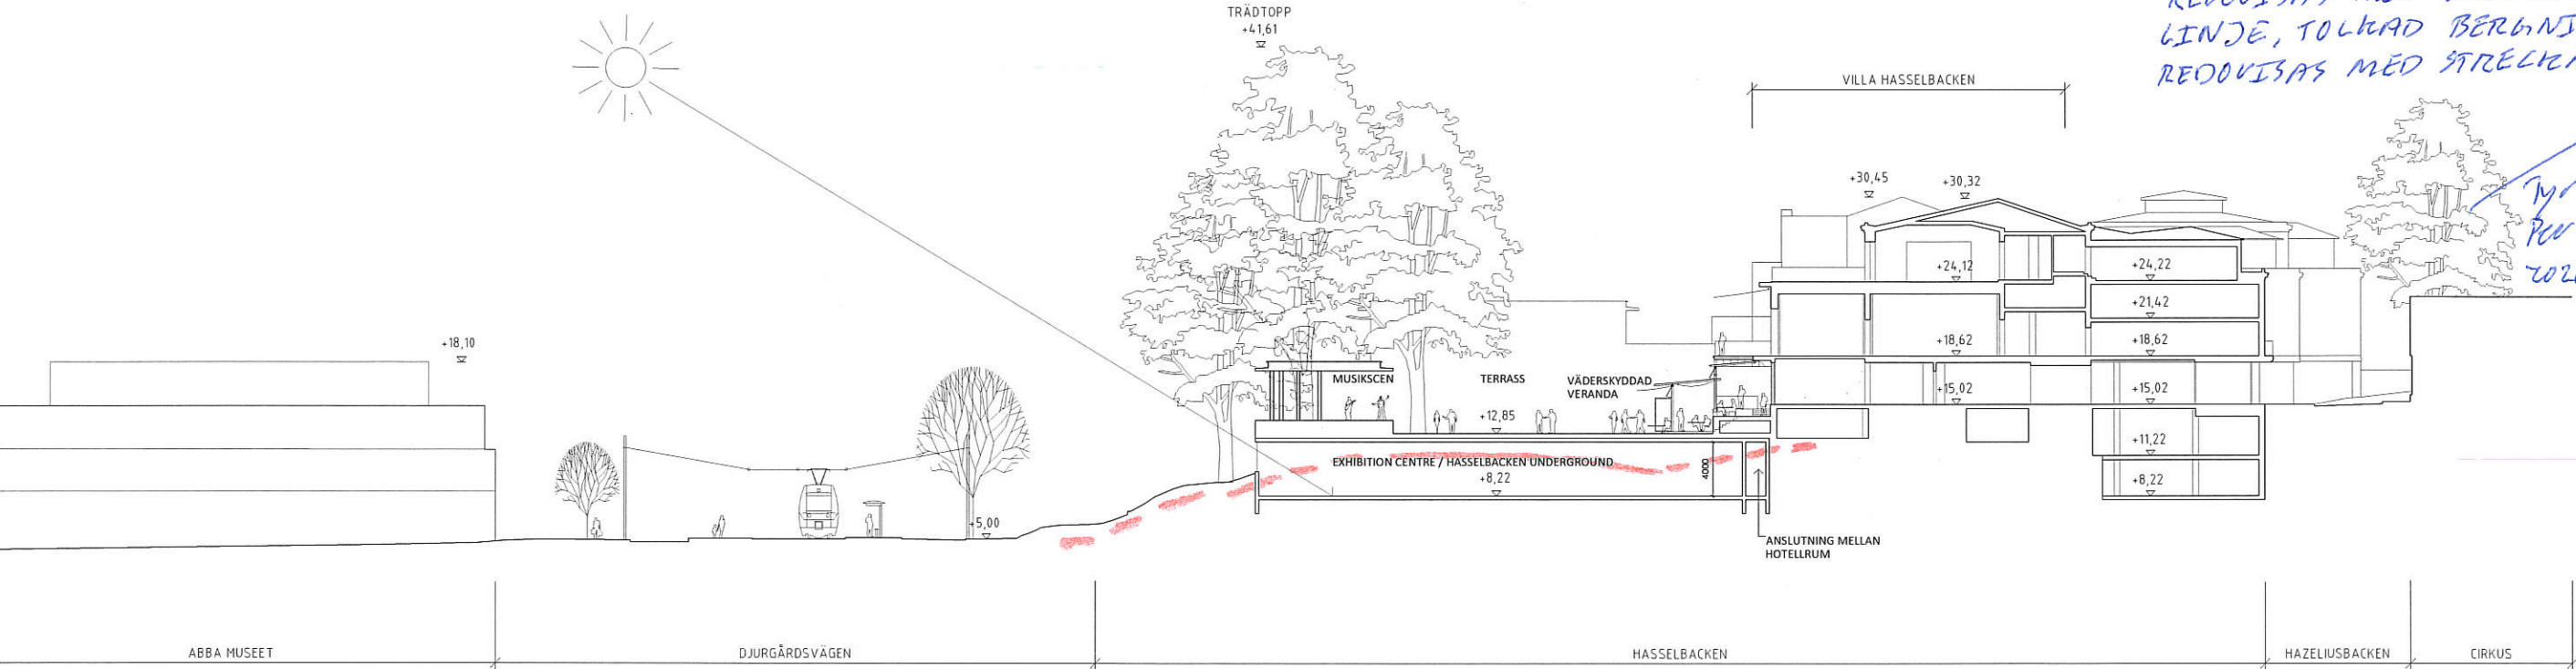 TRÄDTOPP
+41,61
LINJE, TOLKAD
REDOVISAS MED
VILLA HASSELBACKEN
+30,45
+30,32
+24,12
+24,22
+21,42
+18,10
+18,62
+18,62
MUSIKSCEN
TERRASS
VÄDERSKYDDAD
VERANDA
+15,02
+15,02
+12,85
+11,22
EXHIBITION CENTRE / HASSELBACKEN UNDERGROUND
4000
+8,22
+8,22
+5,00
ANSLUTNING MELLAN
HOTELLRUM
ABBA MUSEET
DJURGÅRDSVÄGEN
HASSELBACKEN
HAZELIUSBACKEN
CIRKUS